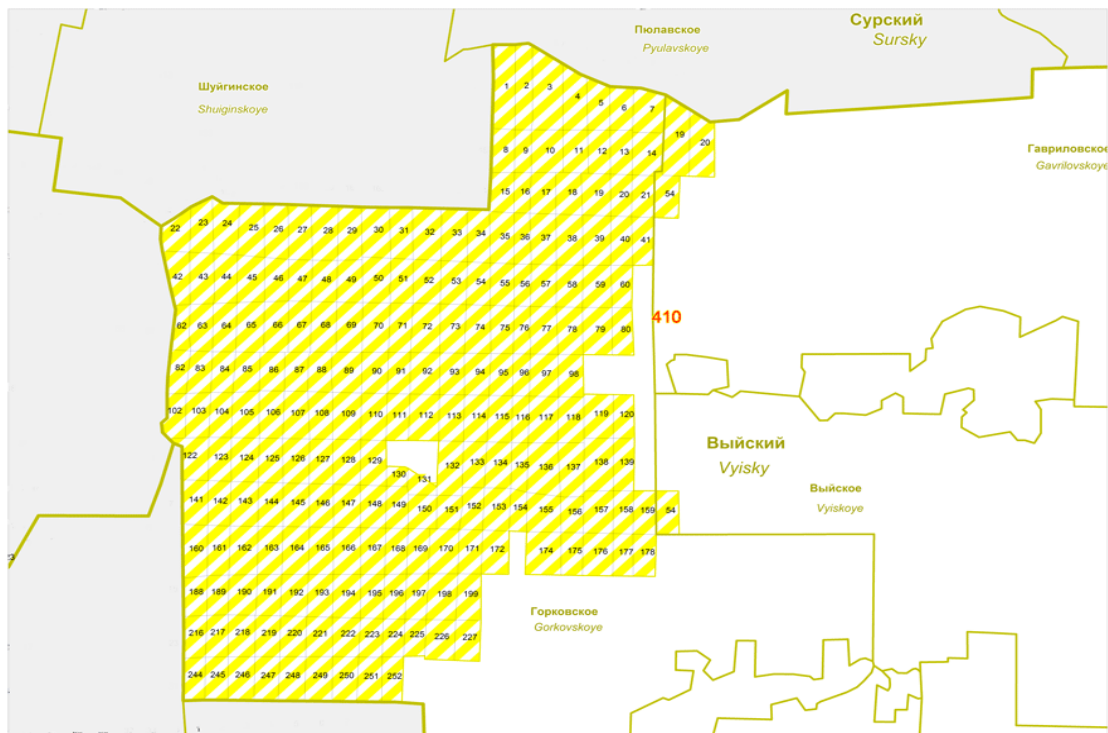 Сурский
Sursky
Пюлавское
Pyulavskoye
Шуйгинское
Shuiginskoye
1 2 3 4 5 6 7
19 20
8 9 10 11 12 13 14
Гавриловское
Gavrilovskoye
15 16 17 18 19 20 21 54
22 23 24 25 26 27 28 29 30 31 32 33 34 35 36 37 38 39 40 41
42 43 44 45 46 47 48 49 50 51 52 53 54 55 56 57 58 59 60
410
62 63 64 65 66 67 68 69 70 71 72 73 74 75 76 77 78 79 80
82 83 84 85 86 87 88 89 90 91 92 93 94 95 96 97 98
102 103 104 105 106 107 108 109 110 111 112 113 114 115 116 117 118 119 120
Выйский
Vyisky
122 123 124 125 126 127 128 129 130 131 132 133 134 135 136 137 138 139
Выйское
Vyiskoye
141 142 143 144 145 146 147 148 149 150 151 152 153 154 155 156 157 158 159 54
160 161 162 163 164 165 166 167 168 169 170 171 172 174 175 176 177 178
23
188 189 190 191 192 193 194 195 196 197 198 199
Горковское
Gorkovskoye
216 217 218 219 220 221 222 223 224 225 226 227
244 245 246 247 248 249 250 251 252